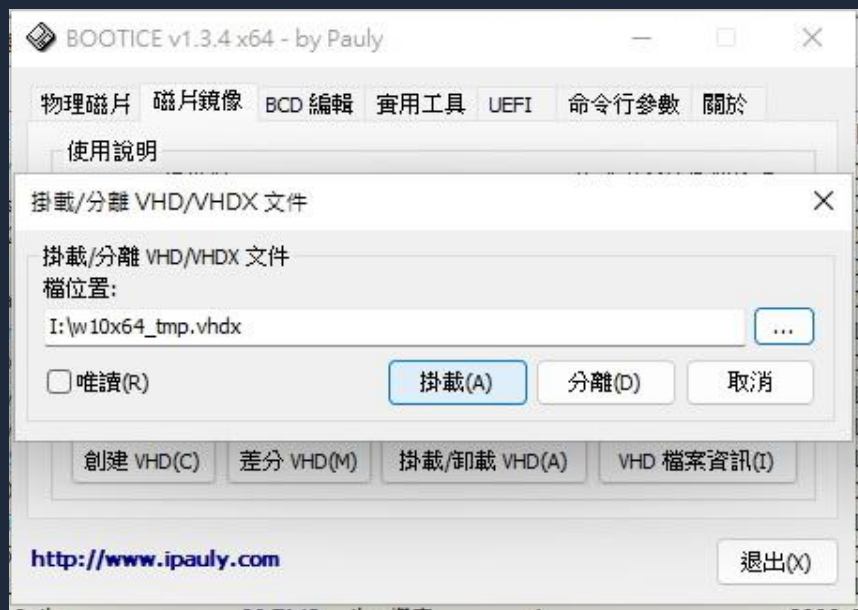 BOOTICE v1.3.4 x64 - by Pauly
物理磁片 磁片鏡像 BCD 編輯 實用工具 UEFI 命令行參數 關於
使用說明
掛載/分離 VHD/VHDX 文件
掛載/分離 VHD/VHDX 文件
檔位置:
I:\w10x64_tmp.vhdx
...
唯讀(R) 掛載(A) 分離(D) 取消
創建 VHD(C) 差分 VHD(M) 掛載/卸載 VHD(A) VHD 檔案資訊(I)
http://www.ipauly.com 退出(X)